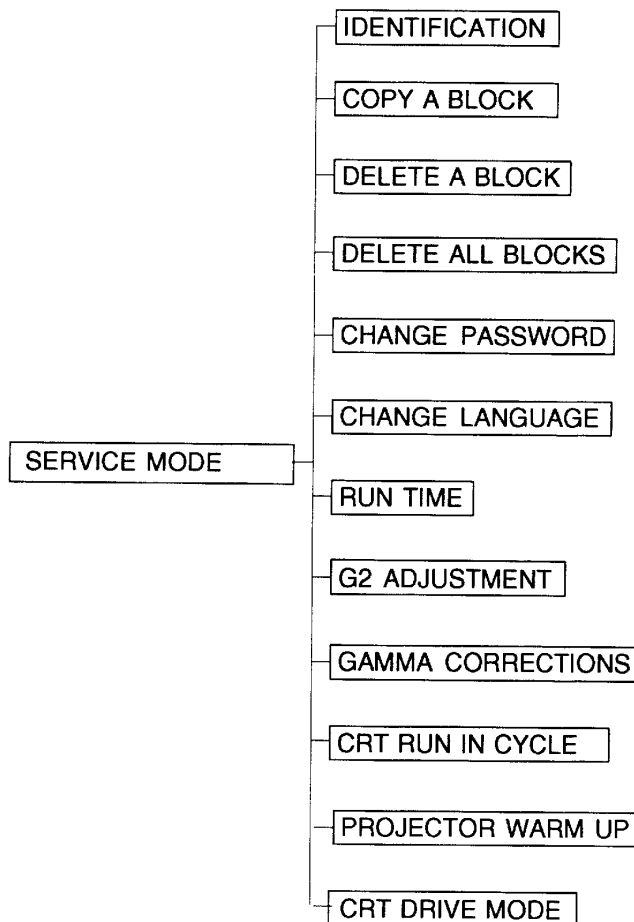 IDENTIFICATION
COPY A BLOCK
DELETE A BLOCK
DELETE ALL BLOCKS
CHANGE PASSWORD
CHANGE LANGUAGE
SERVICE MODE
RUN TIME
G2 ADJUSTMENT
GAMMA CORRECTIONS
CRT RUN IN CYCLE
PROJECTOR WARM UP
CRT DRIVE MODE